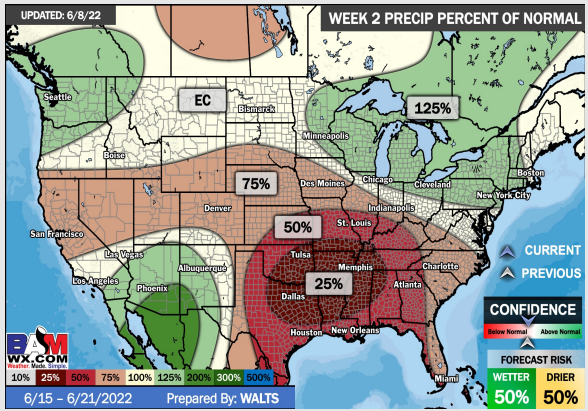 UPDATED: 6/8/22
WEEK 2 PRECIP PERCENT OF NORMAL
Seattle
EC
Bismarck
125%
Minneapolis
Boise
Boston
75%
Des Moines
Chicago
Cleveland
New York City
Denver
Indianapolis
50%
St. Louis
San Francisco
Las Vegas
Tulsa
Charlotte
CURRENT
Albuquerque
Memphis
PREVIOUS
Los Angeles
Phoenix
25%
Atlanta
Dallas
CONFIDENCE
Houston
New Orleans
Below Normal
Above Normal
BAM
WX.COM
Weather. Made. Simple.
FORECAST RISK
Miami
WETTER
DRIER
50%
50%
10% 25% 50% 75% 100% 125% 200% 300% 500%
6/15 – 6/21/2022
Prepared By: WALTS